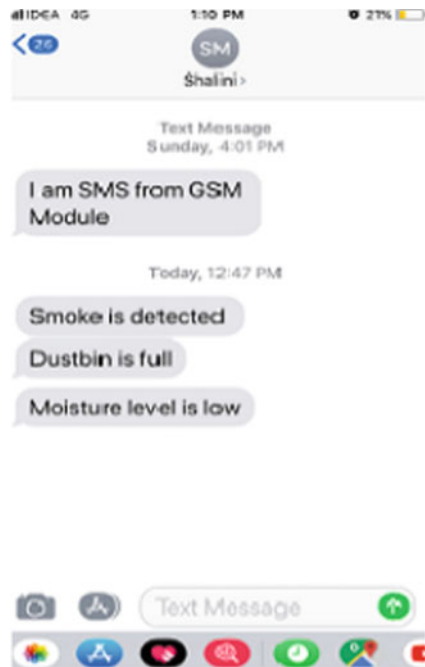 IDEA 4G 1:10 PM 21%
26
SM
Shalini >
Text Message
Sunday, 4:01 PM
I am SMS from GSM
Module
Today, 12:47 PM
Smoke is detected
Dustbin is full
Moisture level is low
Text Message